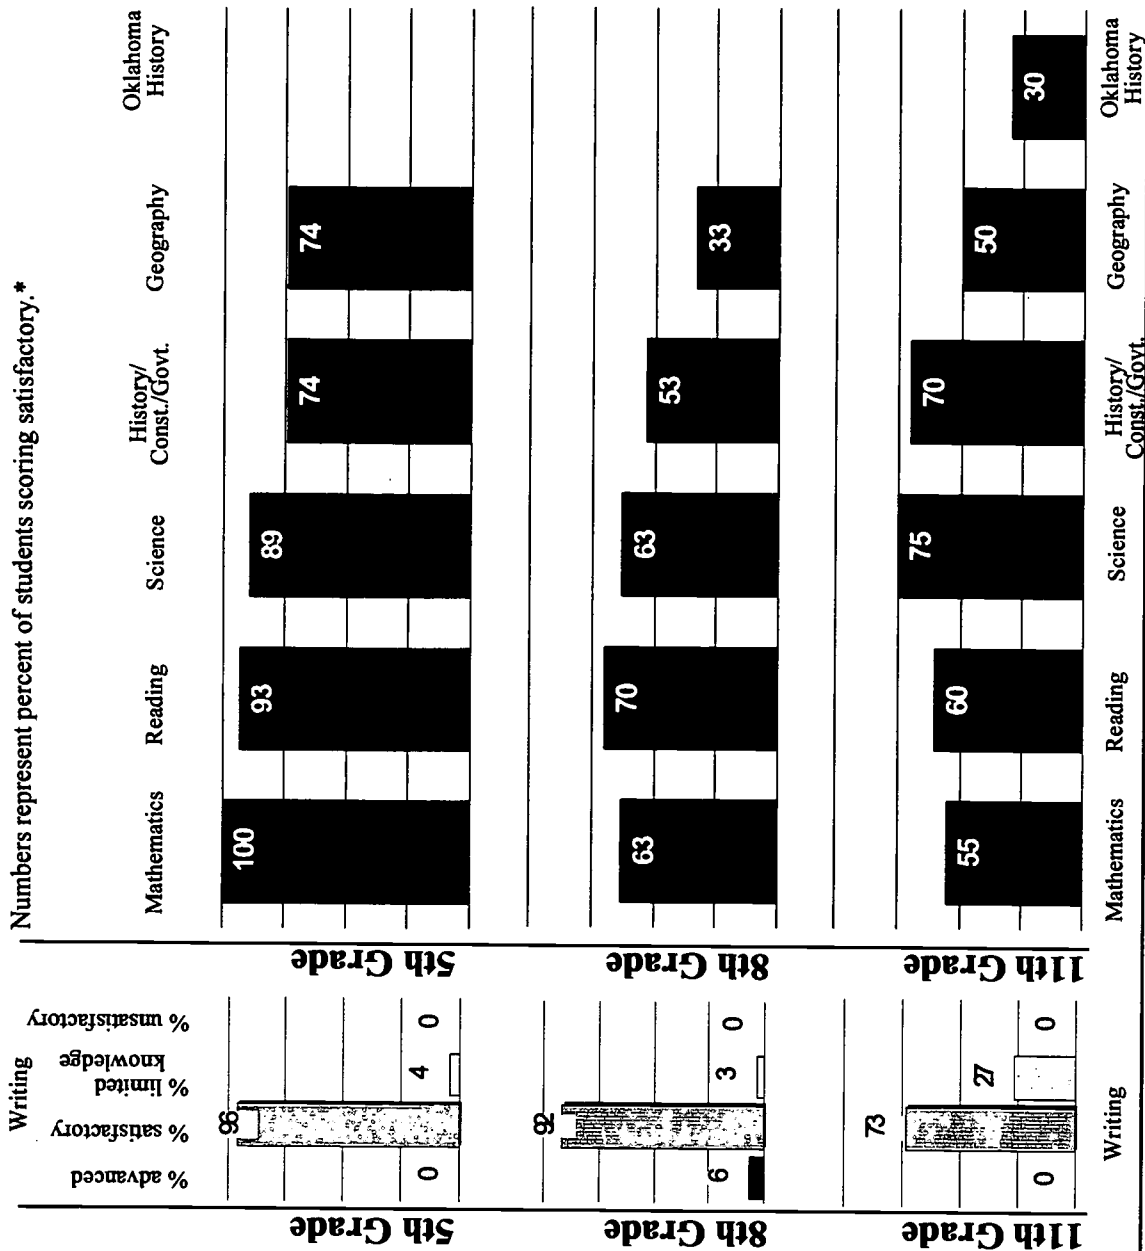 Numbers represent percent of students scoring satisfactory.*
Writing
% advanced
% satisfactory
% limited
knowledge
% unsatisfactory
Mathematics
Reading
Science
History/
Const./Govt.
Geography
Oklahoma
History
5th Grade
0
96
4
0
5th Grade
100
93
89
74
74
8th Grade
6
92
3
0
8th Grade
63
70
63
53
33
11th Grade
0
73
27
0
11th Grade
55
60
75
70
50
30
Writing
Mathematics
Reading
Science
History/
Const./Govt.
Geography
Oklahoma
History